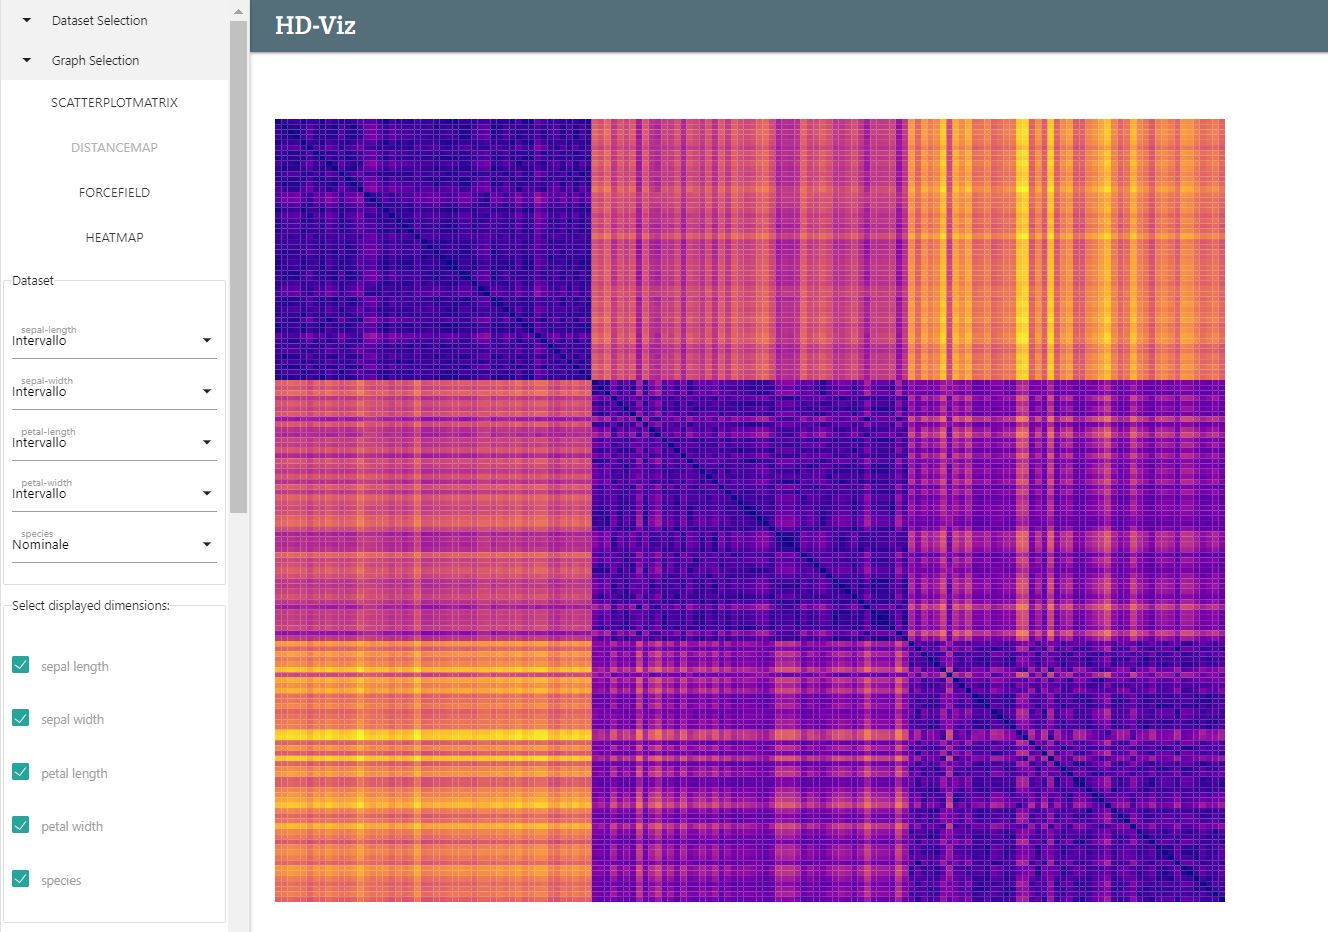 Dataset Selection
HD-Viz
Graph Selection
SCATTERPLOTMATRIX
DISTANCEMAP
FORCEFIELD
HEATMAP
Dataset
sepal-length
Intervallo
sepal-width
Intervallo
petal-length
Intervallo
petal-width
Intervallo
species
Nominale
Select displayed dimensions:
sepal length
sepal width
petal length
petal width
species